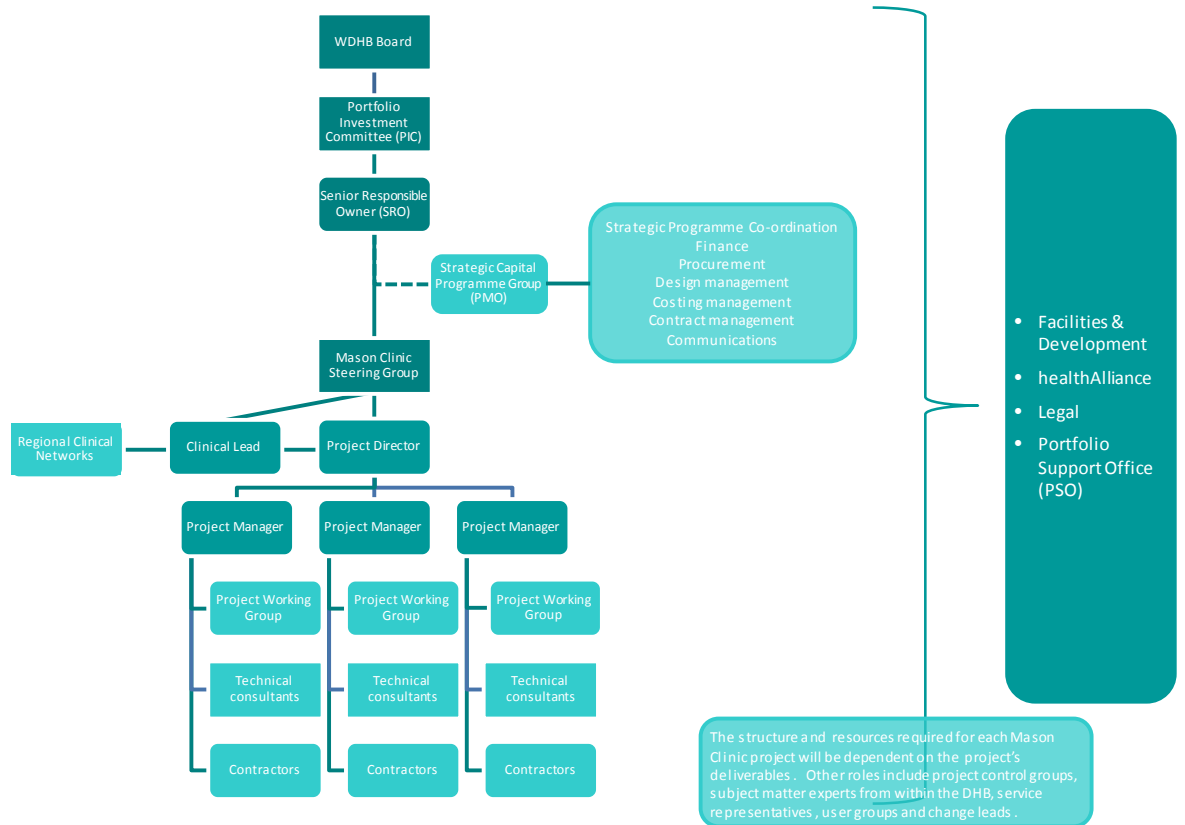 WDHB Board
Portfolio
Investment
Committee (PIC)
Senior Responsible
Owner (SRO)
Strategic Capital
Programme Group
(PMO)
Strategic Programme Co-ordination
Finance
Procurement
Design management
Costing management
Contract management
Communications
Mason Clinic
Steering Group
Regional Clinical
Networks
Clinical Lead
Project Director
Project Manager
Project Manager
Project Manager
Project Working
Group
Project Working
Group
Project Working
Group
Technical
consultants
Technical
consultants
Technical
consultants
Contractors
Contractors
Contractors
• Facilities &
Development
• healthAlliance
• Legal
• Portfolio
Support Office
(PSO)
The structure and resources required for each Mason
Clinic project will be dependent on the project's
deliverables. Other roles include project control groups,
subject matter experts from within the DHB, service
representatives, user groups and change leads.